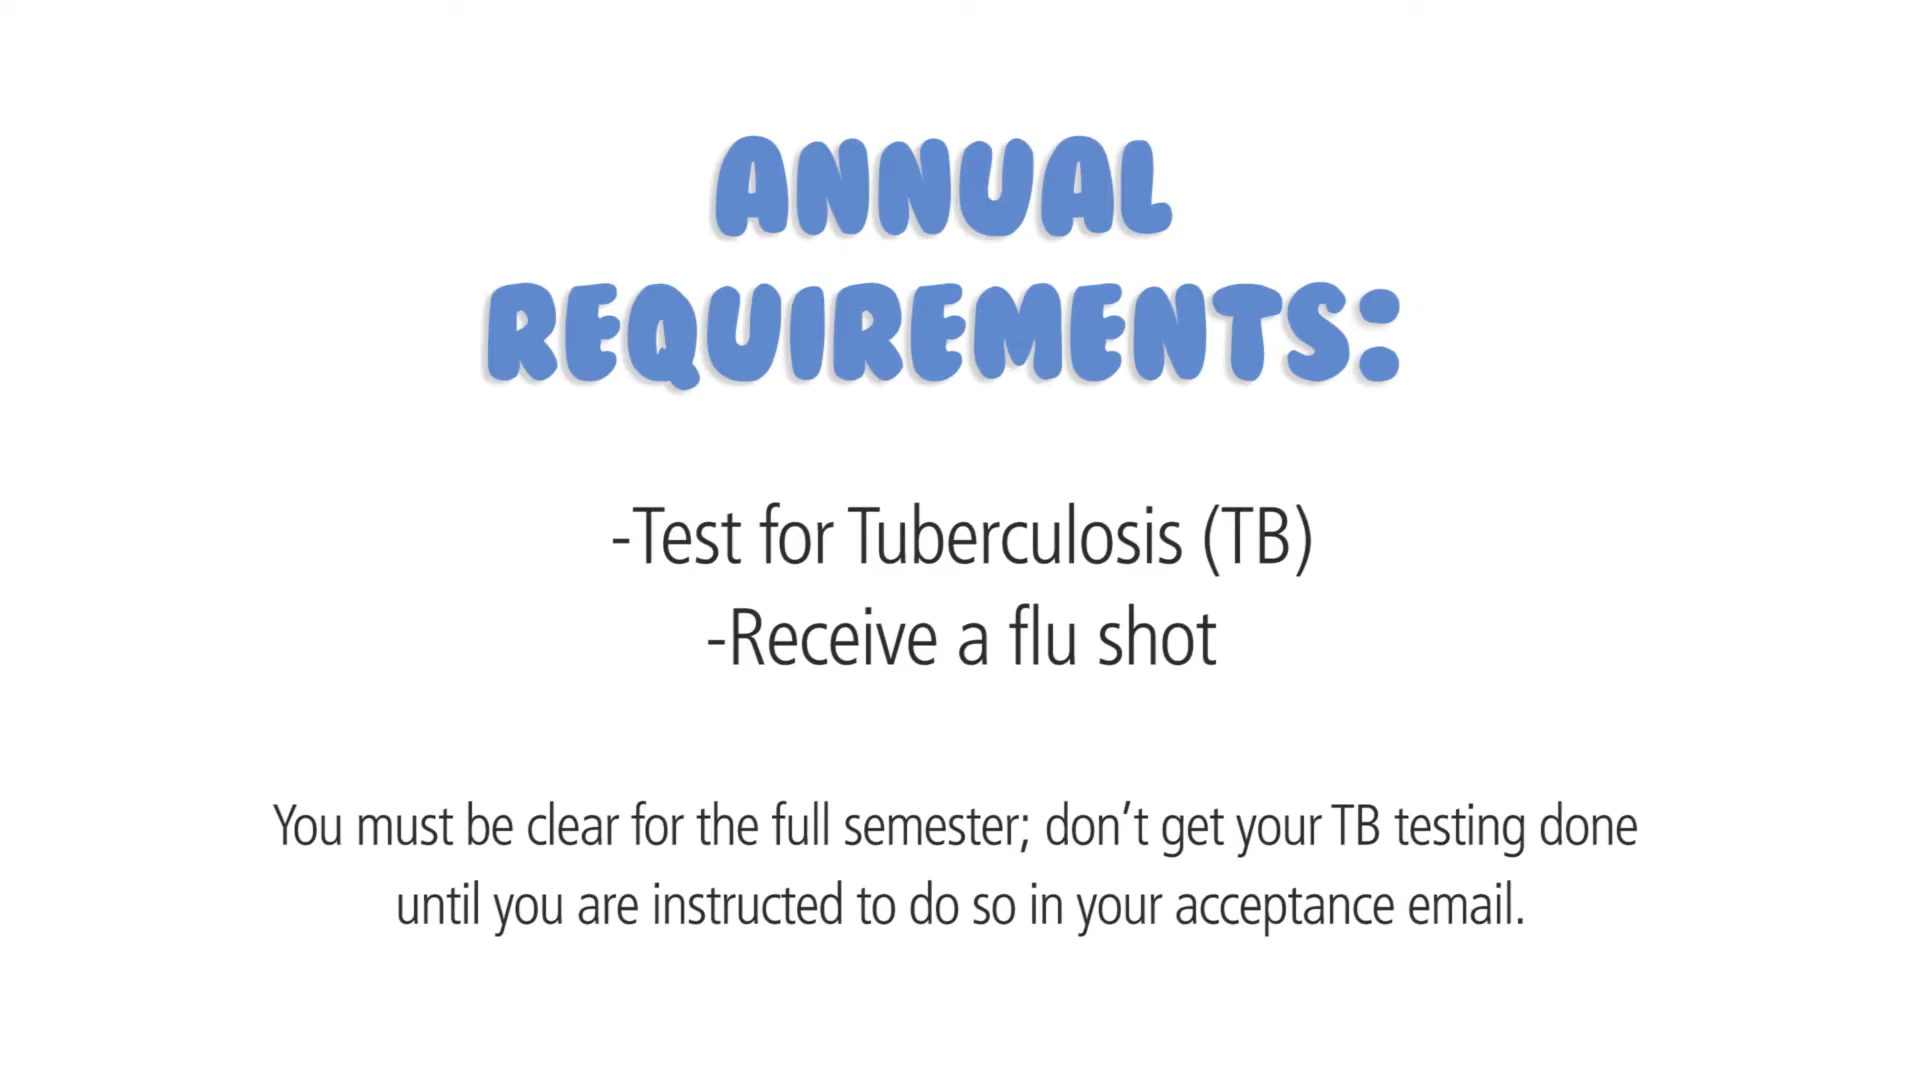 ANNUAL
REQUIREMENTS:
-Test for Tuberculosis (TB)
-Receive a flu shot
You must be clear for the full semester; don’t get your TB testing done
until you are instructed to do so in your acceptance email.